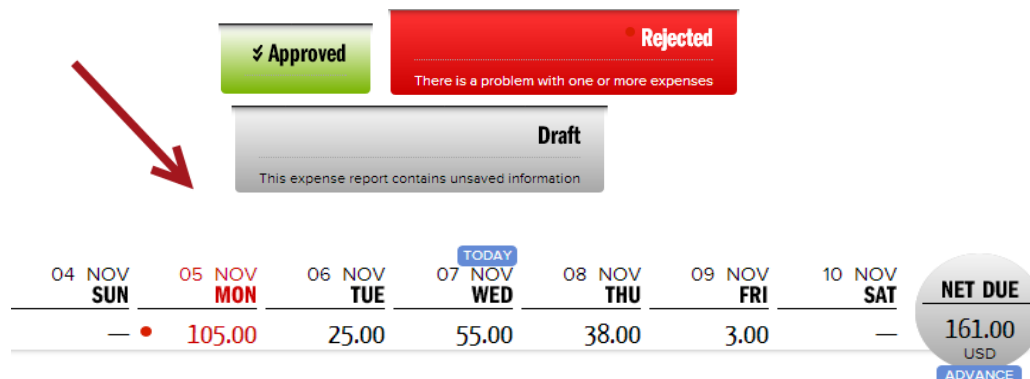 Approved
Rejected
There is a problem with one or more expenses
Draft
This expense report contains unsaved information
TODAY
04 NOV 05 NOV 06 NOV 07 NOV 08 NOV 09 NOV 10 NOV
SUN MON TUE WED THU FRI SAT NET DUE
— 105.00 25.00 55.00 38.00 3.00 — 161.00
USD
ADVANCE